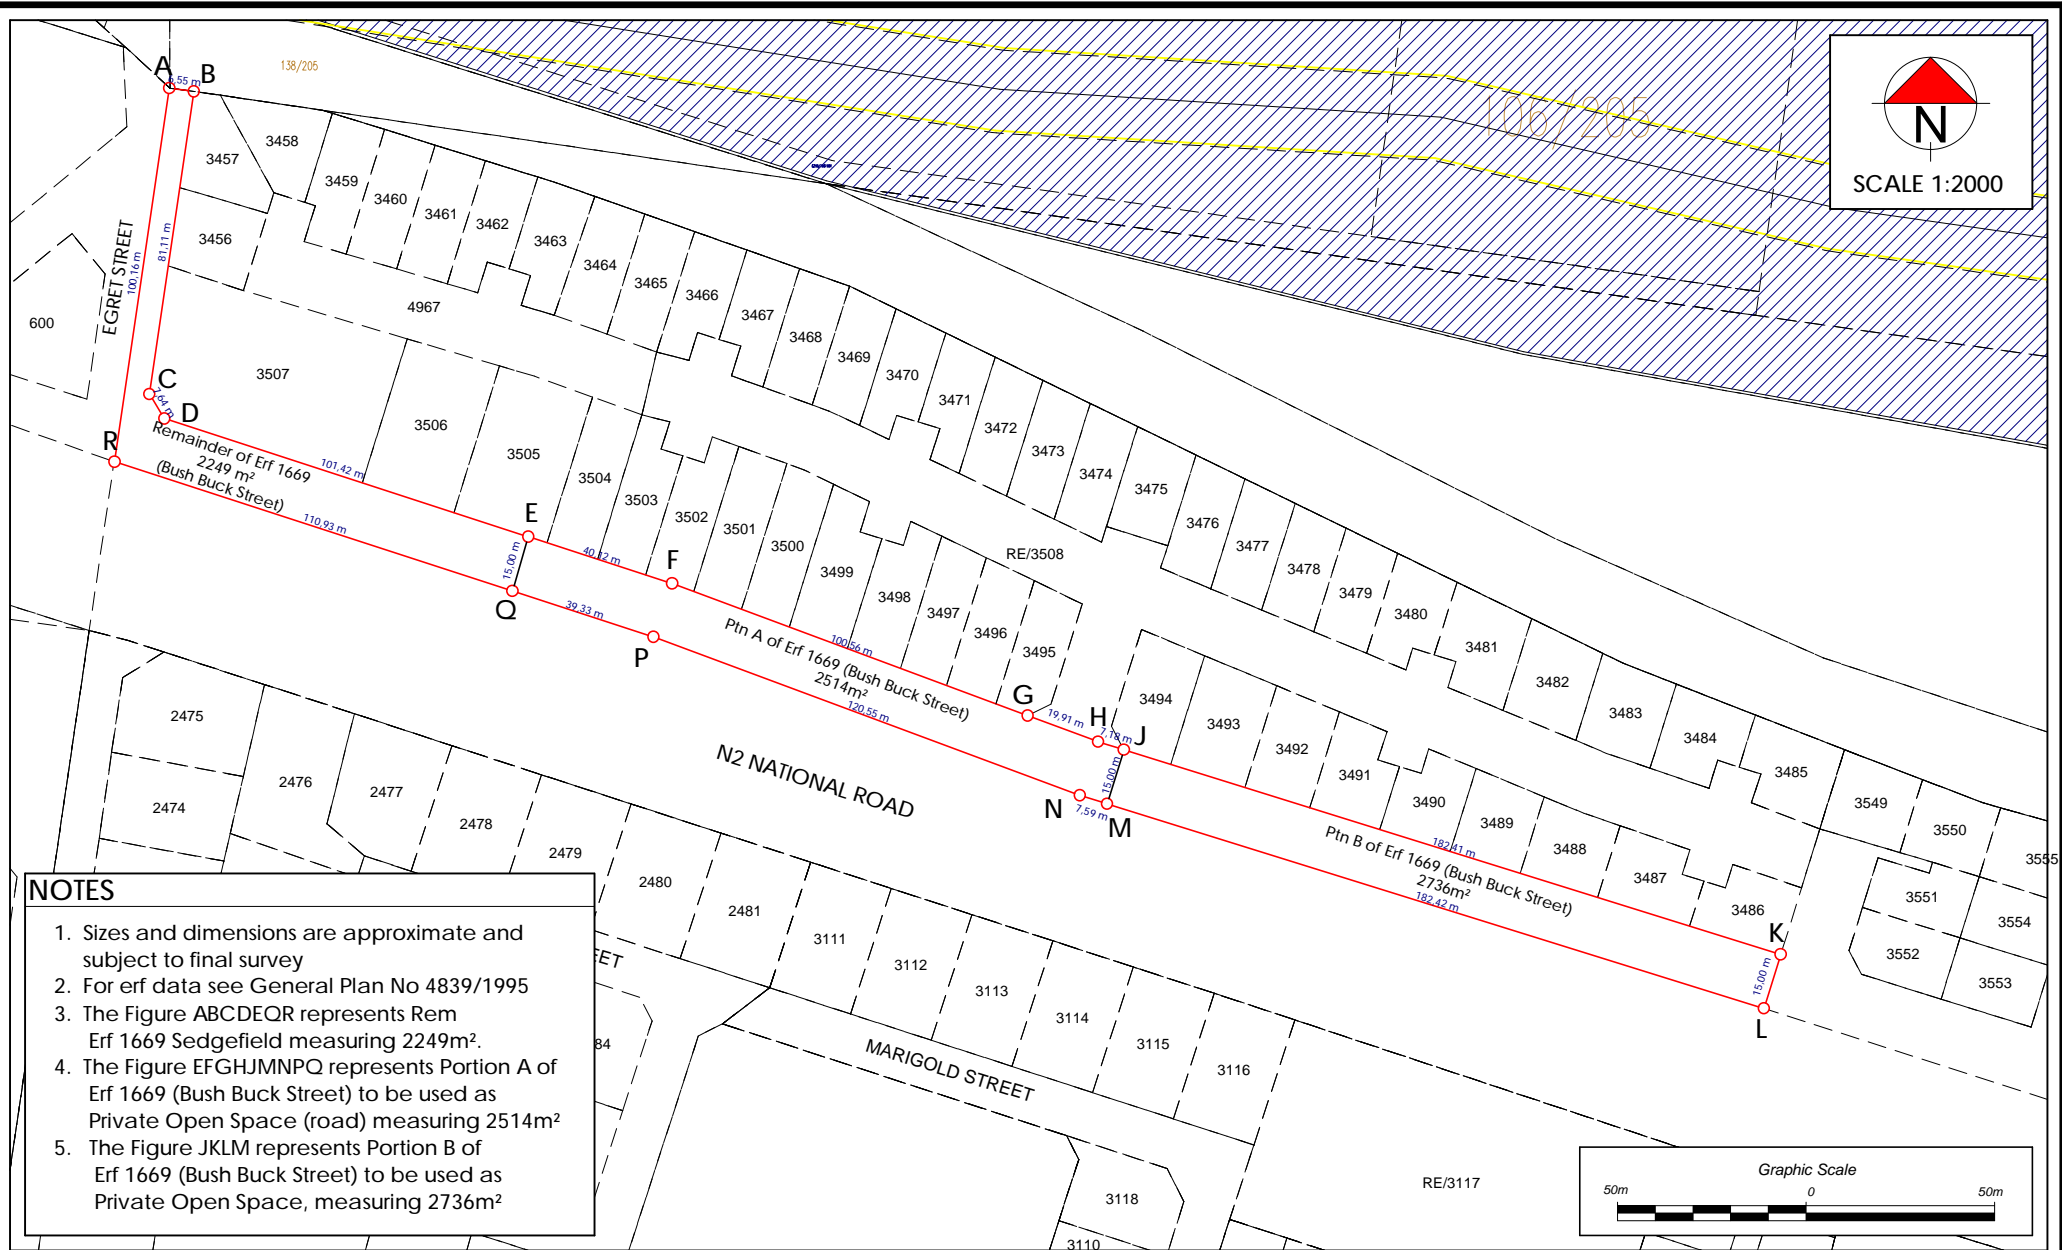 A
B
6,55 m
138/205
106/205
N
SCALE 1:2000
3457
3458
3459
3460
3461
3462
3463
3464
3465
3466
3467
3468
3469
3470
3471
3472
3473
3474
3475
3476
3477
3478
3479
3480
3481
3482
3483
3484
3485
3549
3550
3555
3551
3554
3552
3553
3456
4967
600
EGRET STREET
100,16 m
81,11 m
C
7,64 m
D
R
3507
3506
3505
3504
3503
3502
3501
3500
3499
3498
3497
3496
3495
RE/3508
3494
3493
3492
3491
3490
3489
3488
3487
3486
Remainder of Erf 1669
2249 m²
(Bush Buck Street)
101,42 m
110,93 m
E
15,00 m
Q
40,32 m
F
39,33 m
P
Ptn A of Erf 1669 (Bush Buck Street)
2514m²
100,56 m
120,55 m
G
19,91 m
H
7,18 m
J
15,00 m
N
7,59 m
M
Ptn B of Erf 1669 (Bush Buck Street)
2736m²
182,41 m
182,42 m
K
15,00 m
L
N2 NATIONAL ROAD
2475
2474
2476
2477
2478
2479
2480
2481
3111
3112
3113
3114
3115
3116
MARIGOLD STREET
EET
84
3118
3110
RE/3117
NOTES
1. Sizes and dimensions are approximate and
subject to final survey
2. For erf data see General Plan No 4839/1995
3. The Figure ABCDEQR represents Rem
Erf 1669 Sedgefield measuring 2249m².
4. The Figure EFGHJMNPQ represents Portion A of
Erf 1669 (Bush Buck Street) to be used as
Private Open Space (road) measuring 2514m²
5. The Figure JKLM represents Portion B of
Erf 1669 (Bush Buck Street) to be used as
Private Open Space, measuring 2736m²
Graphic Scale
50m 0 50m